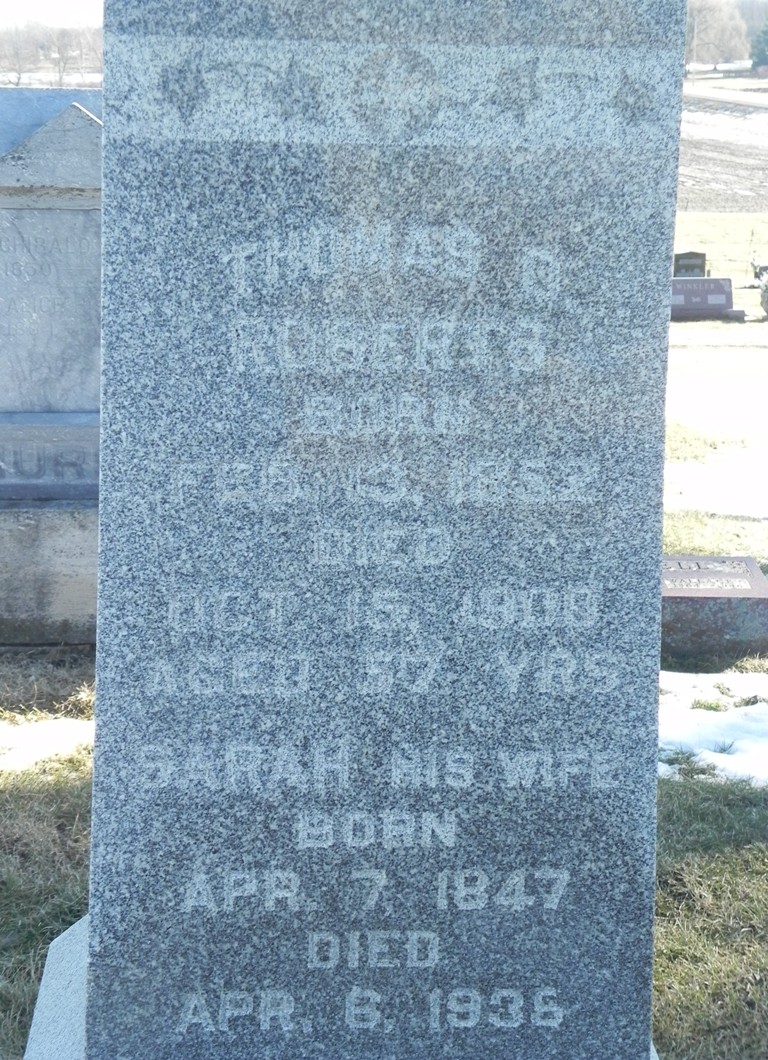 THOMAS D
ROBERTS
BORN
FEB. 13, 1852
DIED
OCT. 15, 1909
AGED 57 YRS
SARAH HIS WIFE
BORN
APR. 7, 1847
DIED
APR. 6, 1936
WINKLER